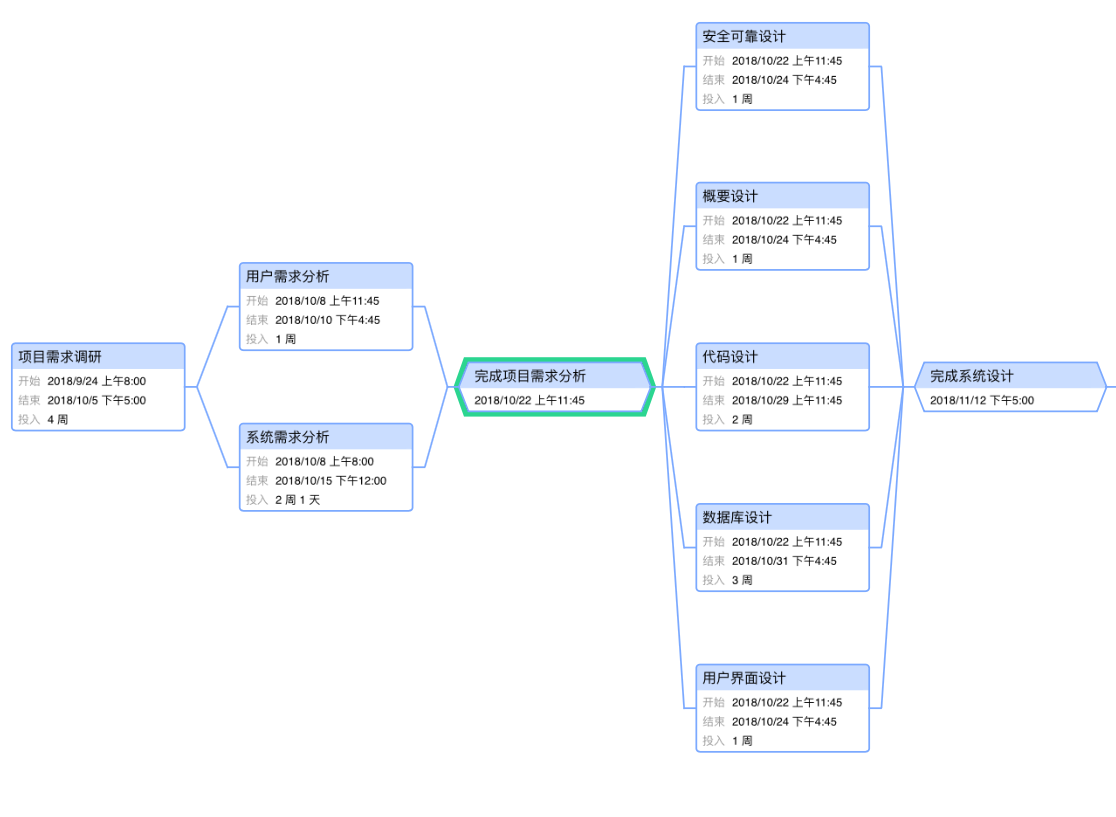 项目需求调研
开始 2018/9/24 上午8:00
结束 2018/10/5 下午5:00
投入 4 周
用户需求分析
开始 2018/10/8 上午11:45
结束 2018/10/10 下午4:45
投入 1 周
系统需求分析
开始 2018/10/8 上午8:00
结束 2018/10/15 下午12:00
投入 2 周 1 天
完成项目需求分析
2018/10/22 上午11:45
安全可靠设计
开始 2018/10/22 上午11:45
结束 2018/10/24 下午4:45
投入 1 周
概要设计
开始 2018/10/22 上午11:45
结束 2018/10/24 下午4:45
投入 1 周
代码设计
开始 2018/10/22 上午11:45
结束 2018/10/29 上午11:45
投入 2 周
数据库设计
开始 2018/10/22 上午11:45
结束 2018/10/31 下午4:45
投入 3 周
用户界面设计
开始 2018/10/22 上午11:45
结束 2018/10/24 下午4:45
投入 1 周
完成系统设计
2018/11/12 下午5:00